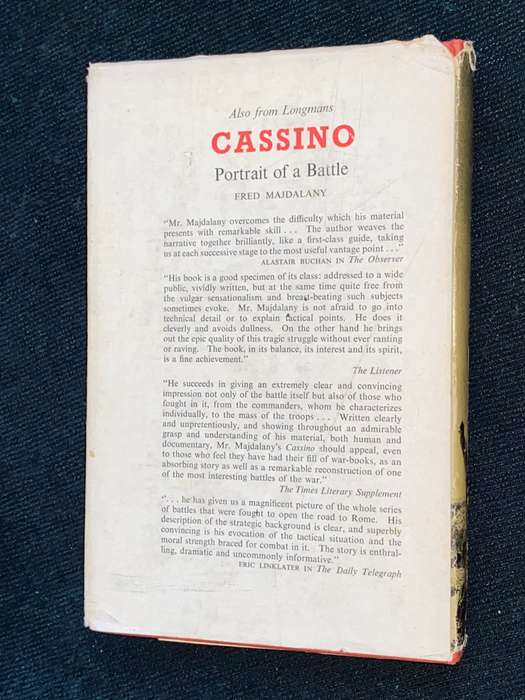 Also from Longmans
CASSINO
Portrait of a Battle
FRED MAJDALANY
"Mr. Majdalany overcomes the difficulty which his material
presents with remarkable skill . . . The author weaves the
narrative together brilliantly, like a first-class guide, taking
us at each successive stage to the most useful vantage point . . ."
ALASTAIR BUCHAN IN The Observer
"His book is a good specimen of its class: addressed to a wide
public, vividly written, but at the same time quite free from
the vulgar sensationalism and breast-beating such subjects
sometimes evoke. Mr. Majdalany is not afraid to go into
technical detail or to explain tactical points. He does it
cleverly and avoids dullness. On the other hand he brings
out the epic quality of this tragic struggle without ever ranting
or raving. The book, in its balance, its interest and its spirit,
is a fine achievement."
The Listener
"He succeeds in giving an extremely clear and convincing
impression not only of the battle itself but also of those who
fought in it, from the commanders, whom he characterizes
individually, to the mass of the troops . . . Written clearly
and unpretentiously, and showing throughout an admirable
grasp and understanding of his material, both human and
documentary, Mr. Majdalany's Cassino should appeal, even
to those who feel they have had their fill of war-books, as an
absorbing story as well as a remarkable reconstruction of one
of the most interesting battles of the war."
The Times Literary Supplement
". . . he has given us a magnificent picture of the whole series
of battles that were fought to open the road to Rome. His
description of the strategic background is clear, and superbly
convincing is his evocation of the tactical situation and the
moral strength braced for combat in it. The story is enthral-
ling, dramatic and uncommonly informative."
ERIC LINKLATER IN The Daily Telegraph